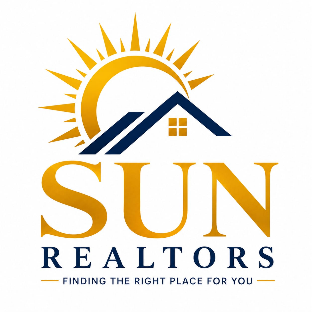 SUN
REALTORS
FINDING THE RIGHT PLACE FOR YOU